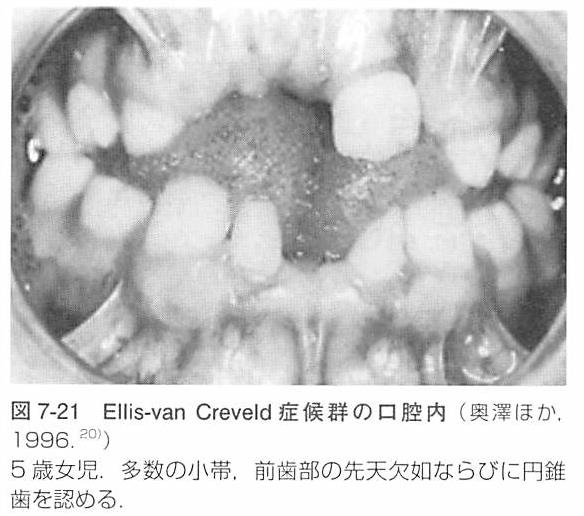 図 7-21 Ellis-van Creveld 症候群の口腔内（奥澤ほか，
1996. 20)）
5 歳女児．多数の小帯，前歯部の先天欠如ならびに円錐
歯を認める．